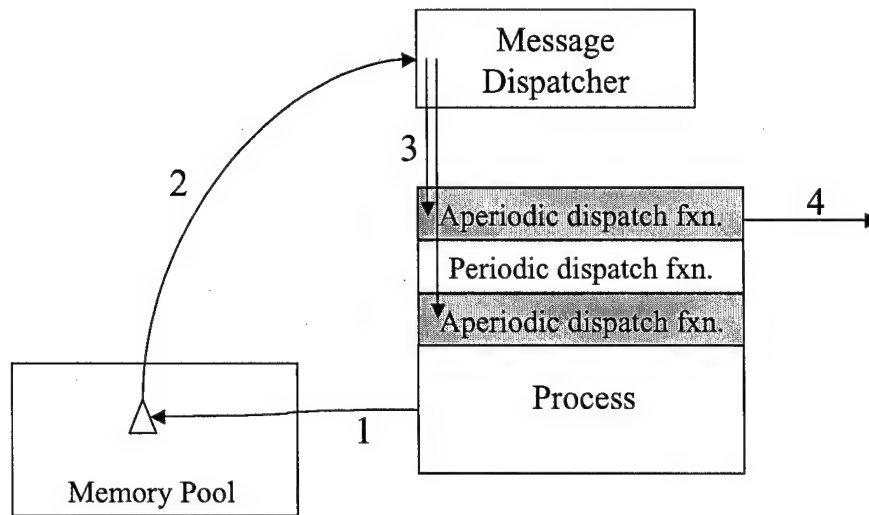 Message
Dispatcher
3
2
Aperiodic dispatch fxn.
4
Periodic dispatch fxn.
Aperiodic dispatch fxn.
Process
1
Memory Pool